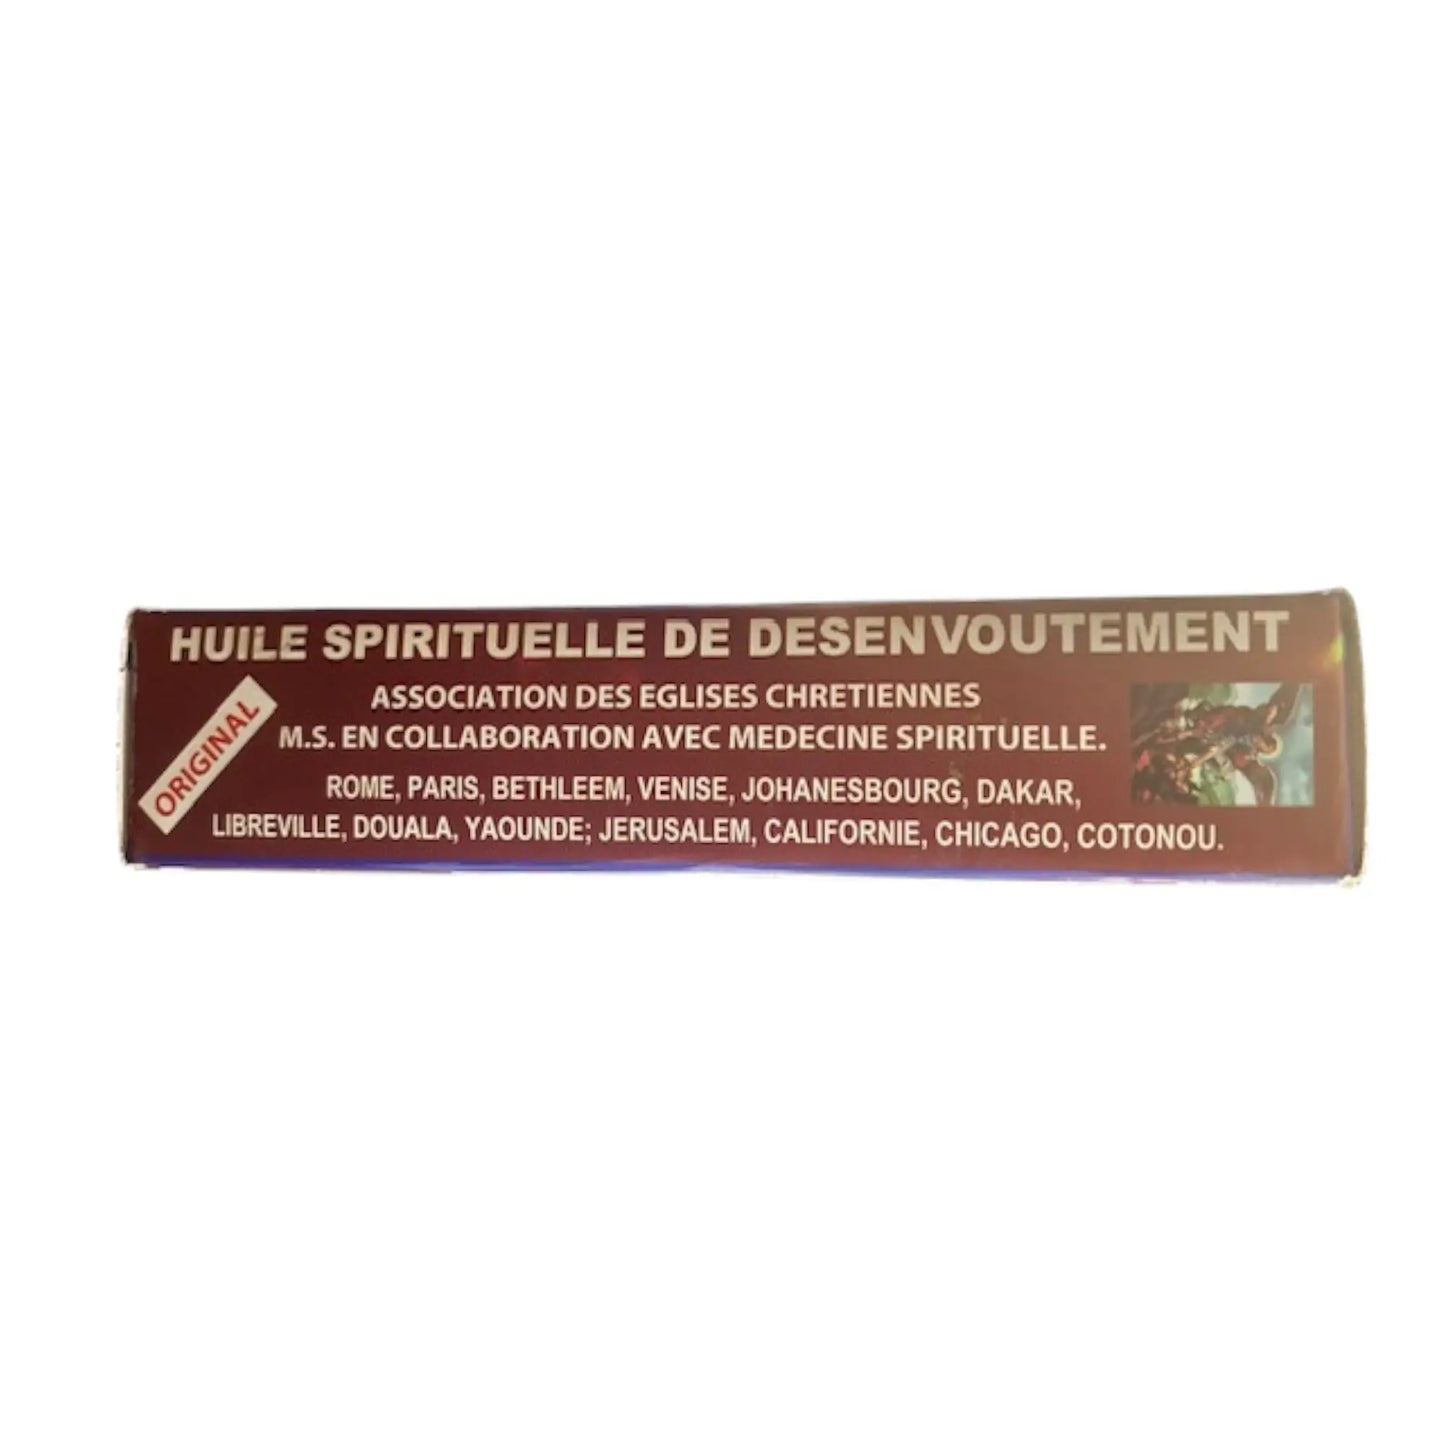 HUILE SPIRITUELLE DE DESENVOUTEMENT
ORIGINAL
ASSOCIATION DES EGLISES CHRETIENNES
M.S. EN COLLABORATION AVEC MEDECINE SPIRITUELLE.
ROME, PARIS, BETHLEEM, VENISE, JOHANESBOURG, DAKAR,
LIBREVILLE, DOUALA, YAOUNDE; JERUSALEM, CALIFORNIE, CHICAGO, COTONOU.